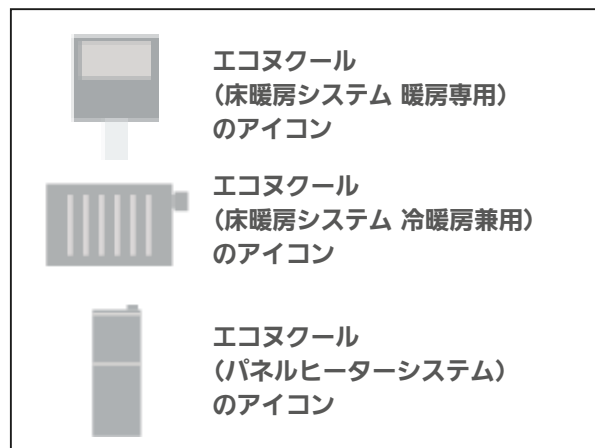 エコヌクール
（床暖房システム 暖房専用）
のアイコン
エコヌクール
（床暖房システム 冷暖房兼用）
のアイコン
エコヌクール
（パネルヒーターシステム）
のアイコン